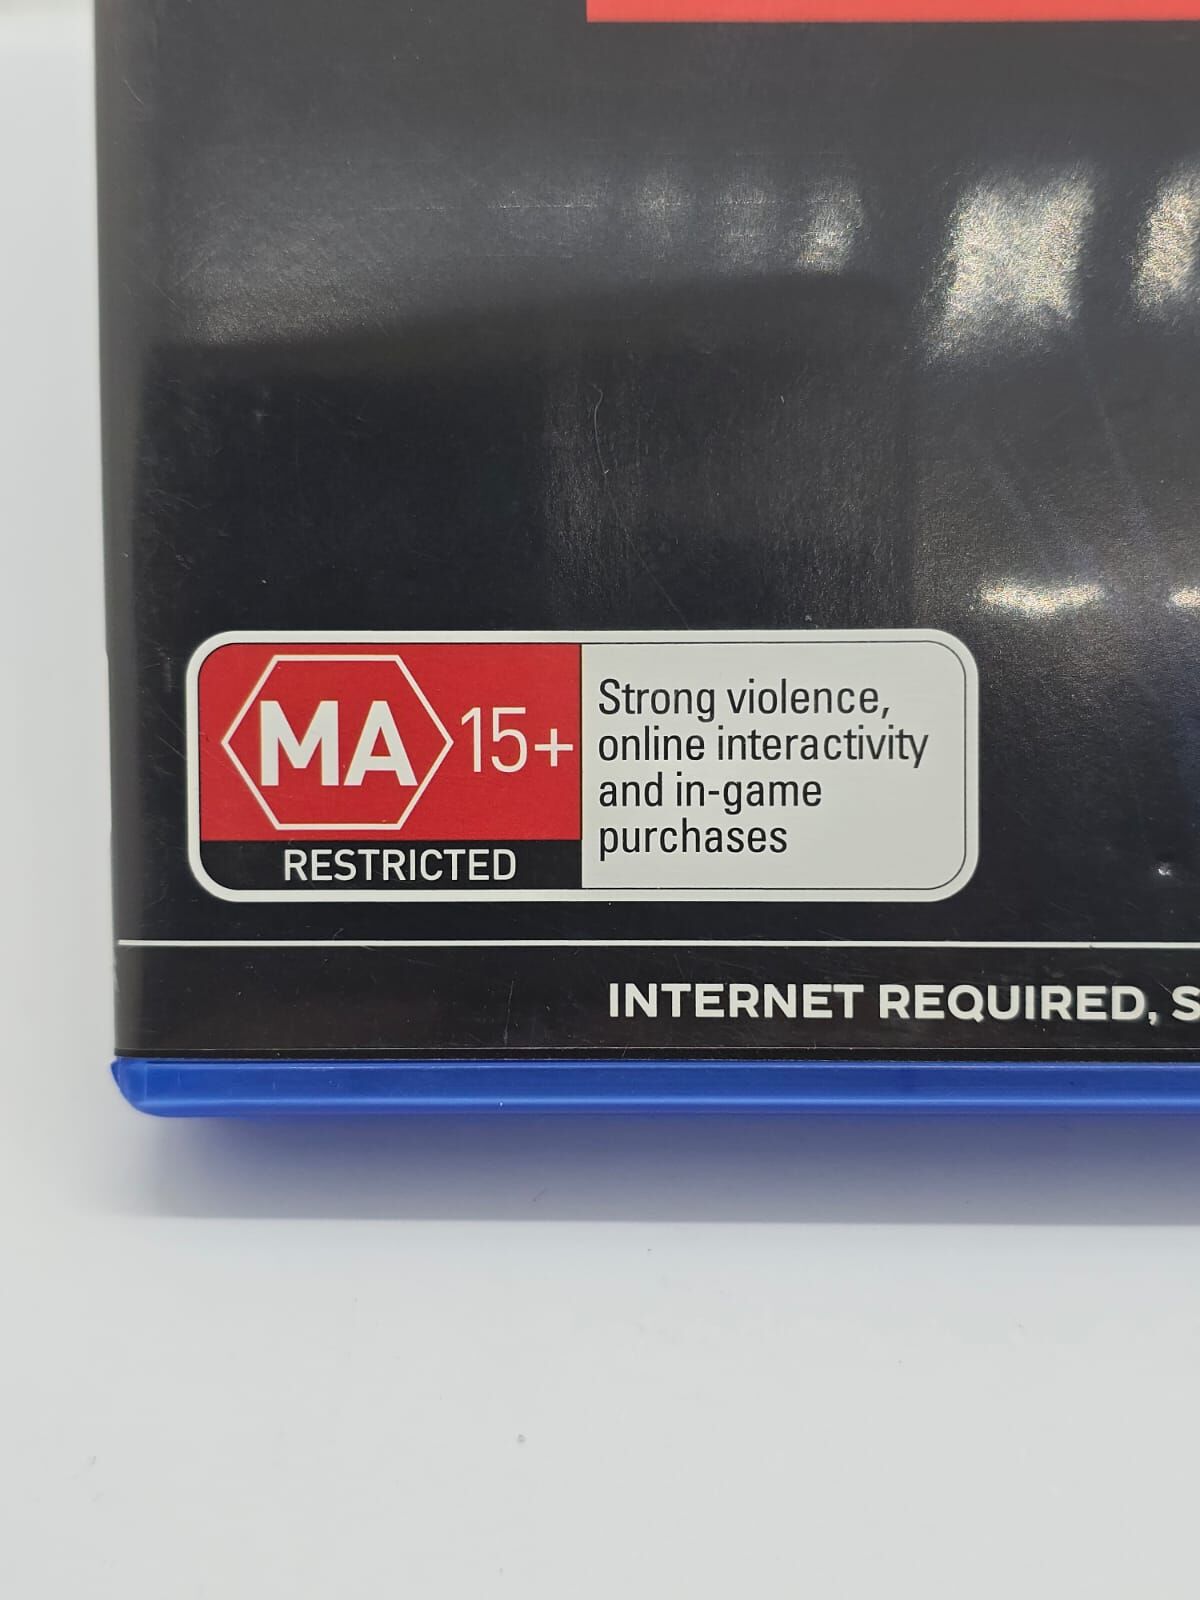 MA 15+
RESTRICTED
Strong violence,
online interactivity
and in-game
purchases
INTERNET REQUIRED,